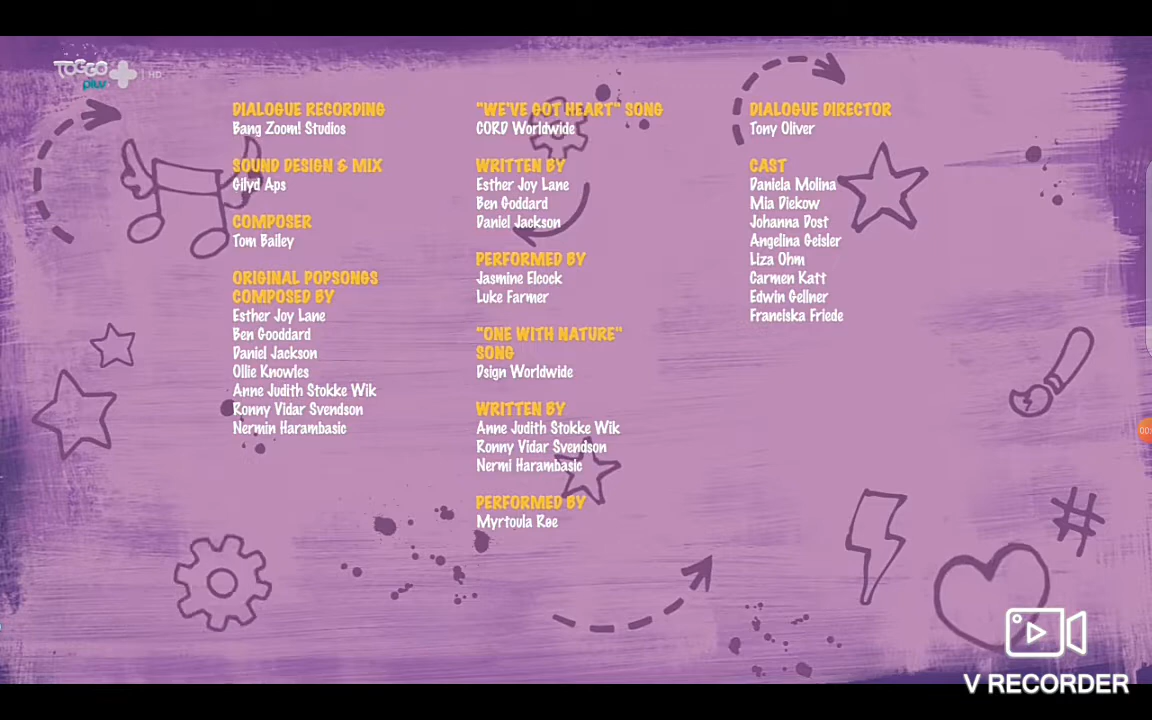 TOGGO
plus
HD
DIALOGUE RECORDING
Bang Zoom! Studios
SOUND DESIGN & MIX
Gilyd Aps
COMPOSER
Tom Bailey
ORIGINAL POPSONGS
COMPOSED BY
Esther Joy Lane
Ben Gooddard
Daniel Jackson
Ollie Knowles
Anne Judith Stokke Wik
Ronny Vidar Svendson
Nermin Harambasic
"WE'VE GOT HEART" SONG
CORD Worldwide
WRITTEN BY
Esther Joy Lane
Ben Goddard
Daniel Jackson
PERFORMED BY
Jasmine Elcock
Luke Farmer
"ONE WITH NATURE"
SONG
Dsign Worldwide
WRITTEN BY
Anne Judith Stokke Wik
Ronny Vidar Svendson
Nermi Harambasic
PERFORMED BY
Myrtoula Røe
DIALOGUE DIRECTOR
Tony Oliver
CAST
Daniela Molina
Mia Diekow
Johanna Dost
Angelina Geisler
Liza Ohm
Carmen Katt
Edwin Gellner
Franciska Friede
V RECORDER